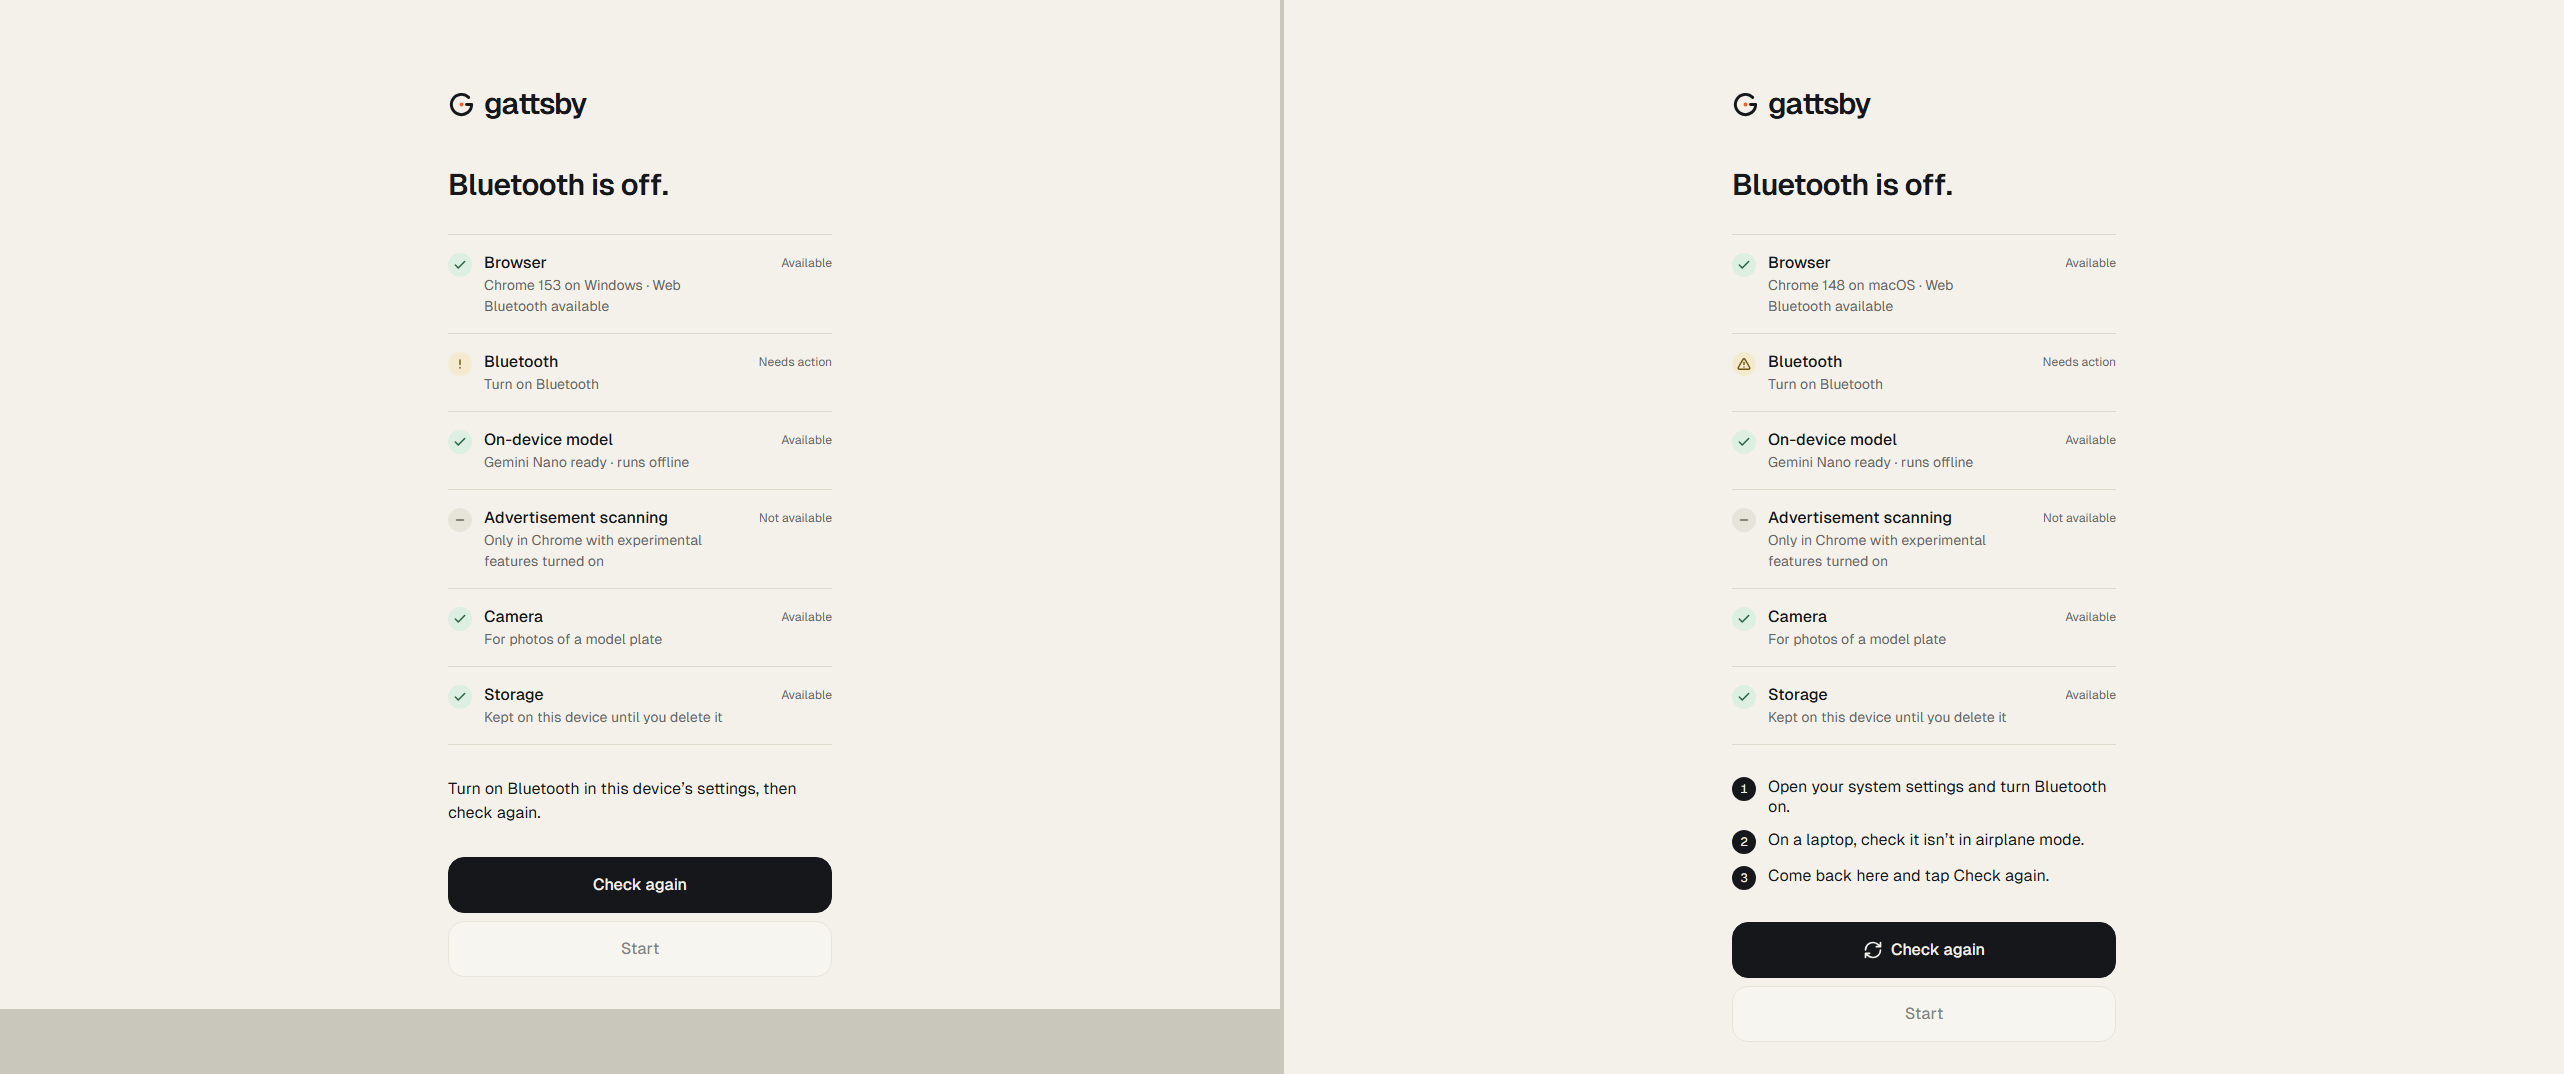 gattsby
Bluetooth is off.
Browser
Available
Chrome 153 on Windows · Web
Bluetooth available
!
Bluetooth
Needs action
Turn on Bluetooth
On-device model
Available
Gemini Nano ready · runs offline
Advertisement scanning
Not available
Only in Chrome with experimental
features turned on
Camera
Available
For photos of a model plate
Storage
Available
Kept on this device until you delete it
Turn on Bluetooth in this device’s settings, then
check again.
Check again
Start
gattsby
Bluetooth is off.
Browser
Available
Chrome 148 on macOS · Web
Bluetooth available
Bluetooth
Needs action
Turn on Bluetooth
On-device model
Available
Gemini Nano ready · runs offline
Advertisement scanning
Not available
Only in Chrome with experimental
features turned on
Camera
Available
For photos of a model plate
Storage
Available
Kept on this device until you delete it
1 Open your system settings and turn Bluetooth
on.
2 On a laptop, check it isn’t in airplane mode.
3 Come back here and tap Check again.
Check again
Start